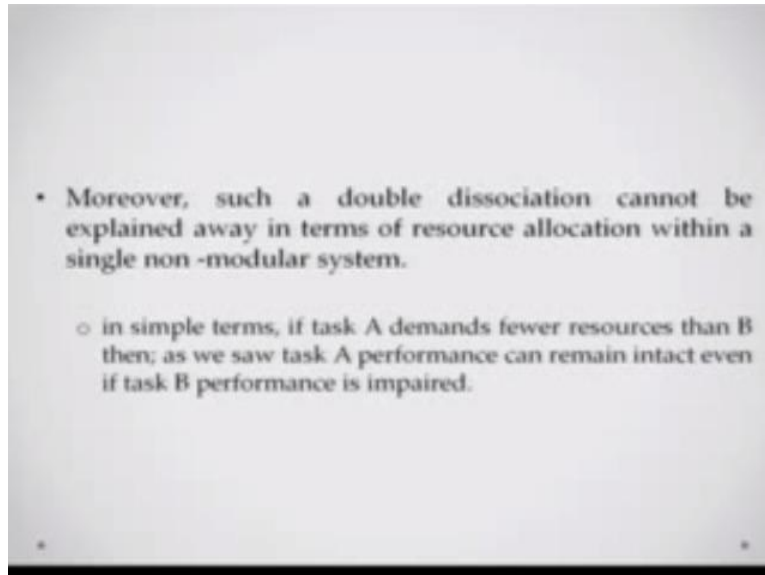 • Moreover, such a double dissociation cannot be
explained away in terms of resource allocation within a
single non -modular system.
o in simple terms, if task A demands fewer resources than B
then; as we saw task A performance can remain intact even
if task B performance is impaired.